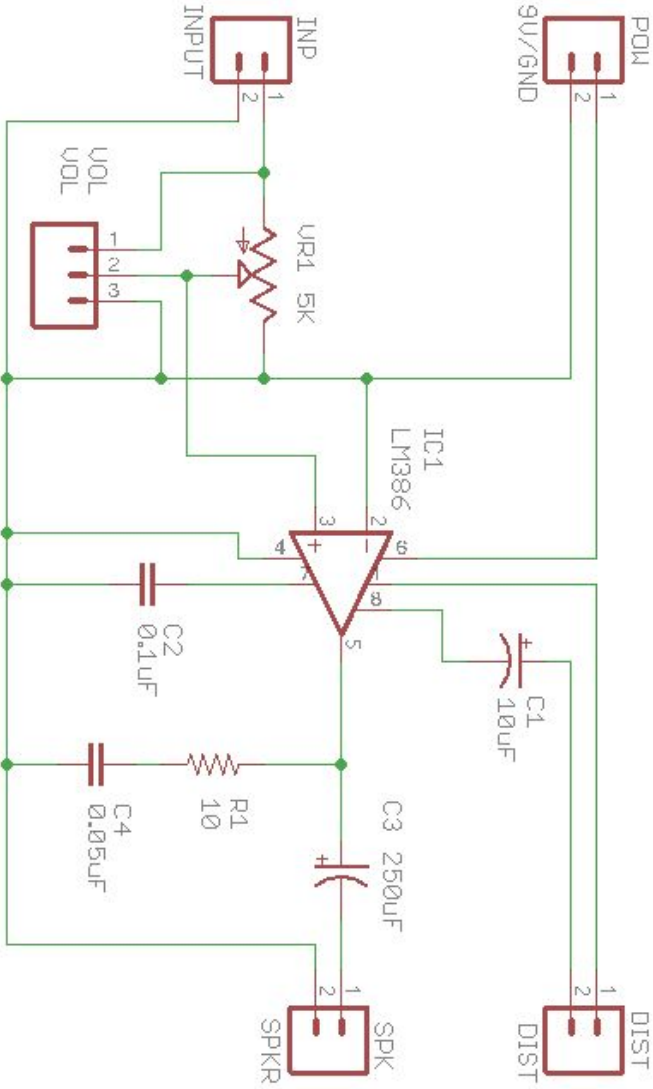 POW
9V/GND
1
2
INP
INPUT
1
2
VOL
VOL
1
2
3
VR1 5K
IC1
LM386
2
3
6
4
7
1
8
5
C1
10uF
C2
0.1uF
R1
10
C4
0.05uF
C3 250uF
DIST
DIST
1
2
SPK
SPKR
1
2